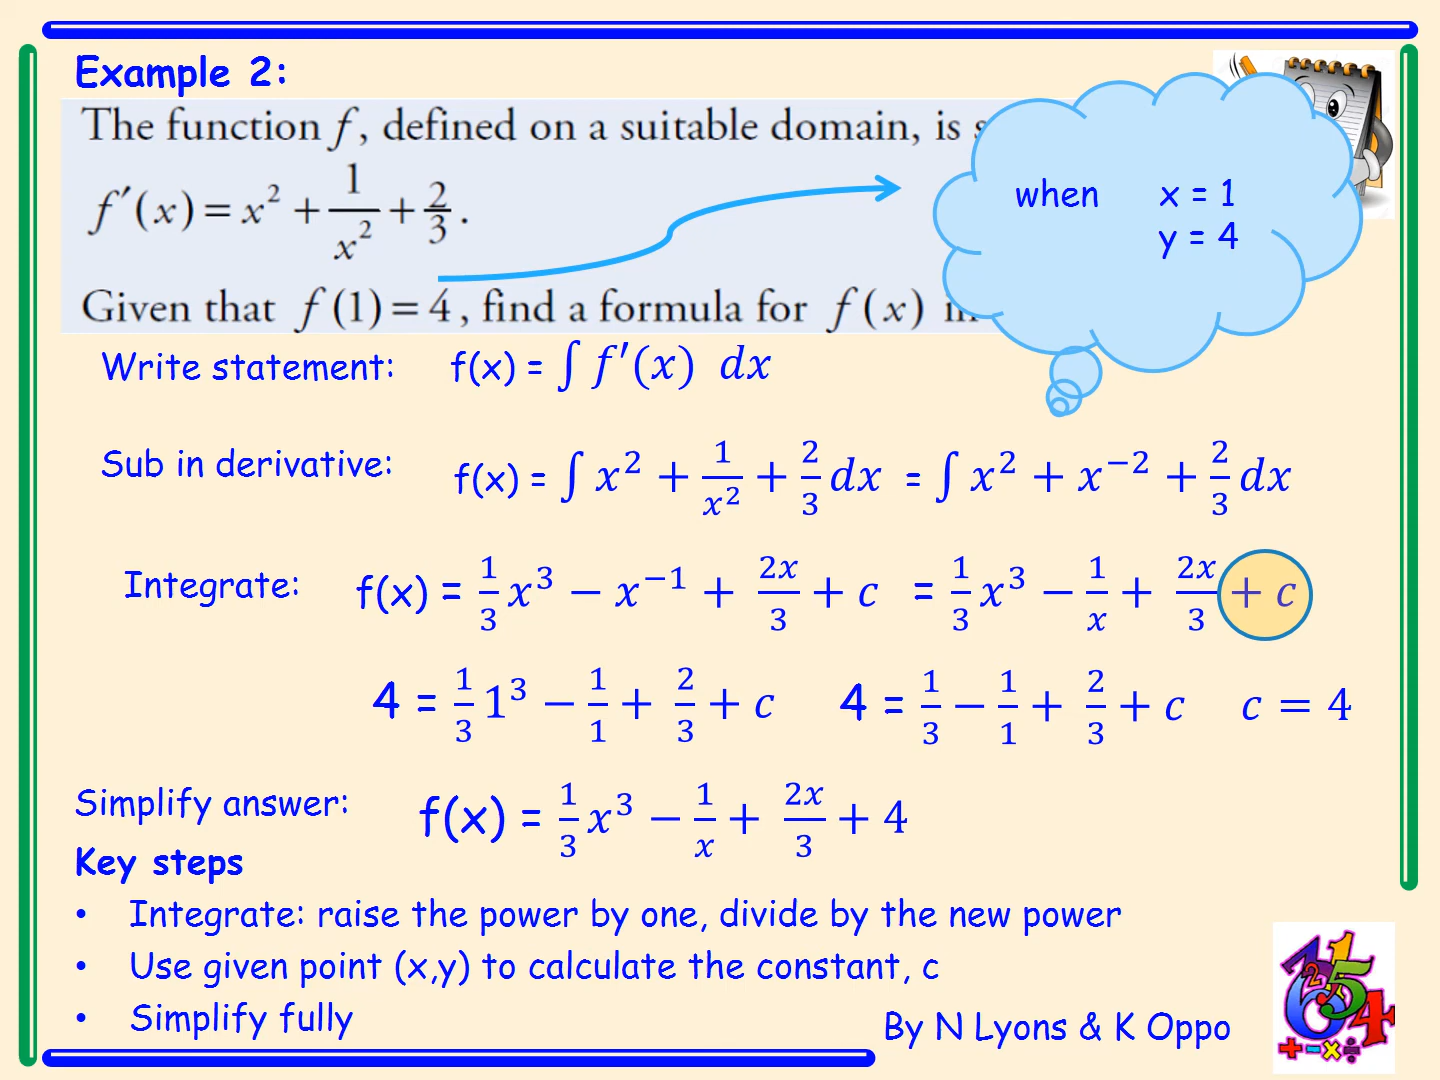 Example 2:
The function f, defined on a suitable domain, is
f′(x) = x² + 1/x² + 2/3.
Given that f(1) = 4, find a formula for f(x)
when x = 1
y = 4
Write statement: f(x) = ∫ f′(x) dx
Sub in derivative: f(x) = ∫ x² + 1/x² + 2/3 dx = ∫ x² + x⁻² + 2/3 dx
Integrate: f(x) = 1/3 x³ − x⁻¹ + 2x/3 + c = 1/3 x³ − 1/x + 2x/3 + c
4 = 1/3 1³ − 1/1 + 2/3 + c 4 = 1/3 − 1/1 + 2/3 + c c = 4
Simplify answer: f(x) = 1/3 x³ − 1/x + 2x/3 + 4
Key steps
• Integrate: raise the power by one, divide by the new power
• Use given point (x,y) to calculate the constant, c
• Simplify fully
By N Lyons & K Oppo